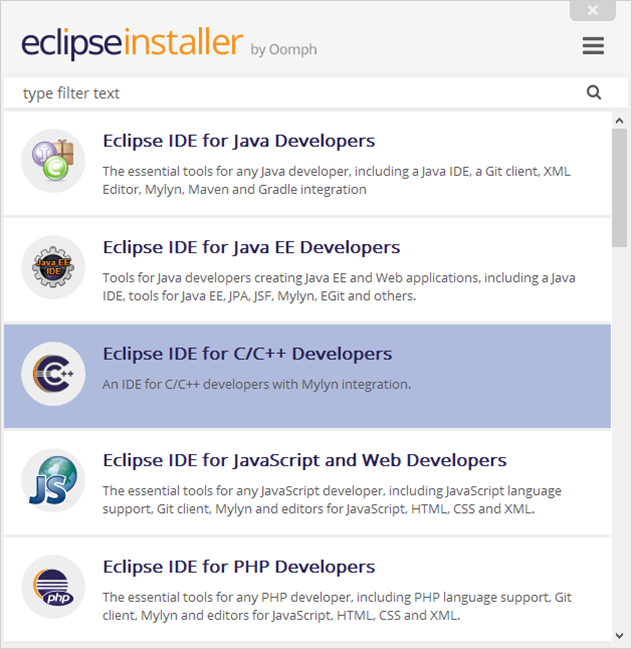 eclipseinstaller by Oomph
type filter text
Eclipse IDE for Java Developers
The essential tools for any Java developer, including a Java IDE, a Git client, XML
Editor, Mylyn, Maven and Gradle integration
Java EE
IDE
Eclipse IDE for Java EE Developers
Tools for Java developers creating Java EE and Web applications, including a Java
IDE, tools for Java EE, JPA, JSF, Mylyn, EGit and others.
C++
Eclipse IDE for C/C++ Developers
An IDE for C/C++ developers with Mylyn integration.
JS
Eclipse IDE for JavaScript and Web Developers
The essential tools for any JavaScript developer, including JavaScript language
support, Git client, Mylyn and editors for JavaScript, HTML, CSS and XML.
php
Eclipse IDE for PHP Developers
The essential tools for any PHP developer, including PHP language support, Git
client, Mylyn and editors for JavaScript, HTML, CSS and XML.